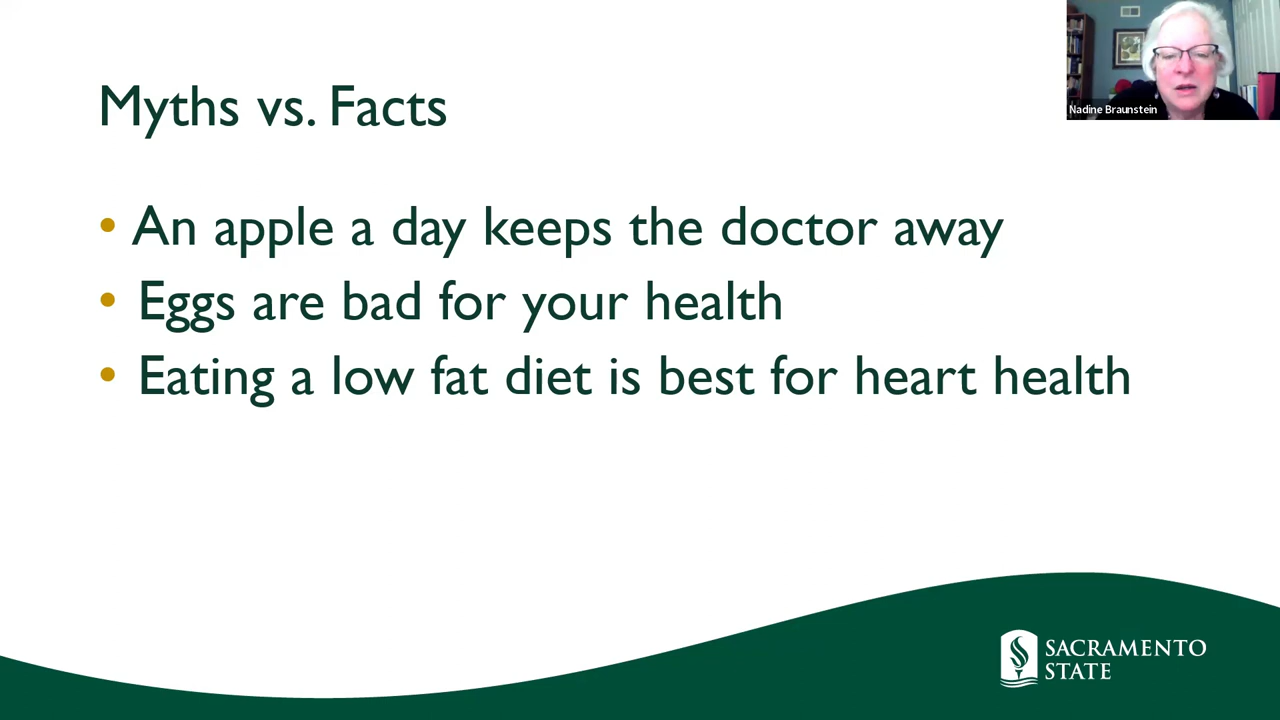 Myths vs. Facts
• An apple a day keeps the doctor away
• Eggs are bad for your health
• Eating a low fat diet is best for heart health
Nadine Braunstein
SACRAMENTO
STATE